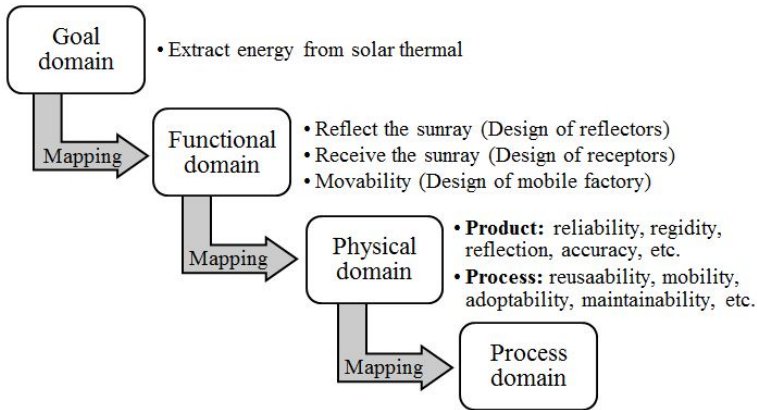 Goal
domain
• Extract energy from solar thermal
Mapping
Functional
domain
• Reflect the sunray (Design of reflectors)
• Receive the sunray (Design of receptors)
• Movability (Design of mobile factory)
Mapping
Physical
domain
• Product: reliability, regidity,
reflection, accuracy, etc.
• Process: reusaability, mobility,
adoptability, maintainability, etc.
Mapping
Process
domain